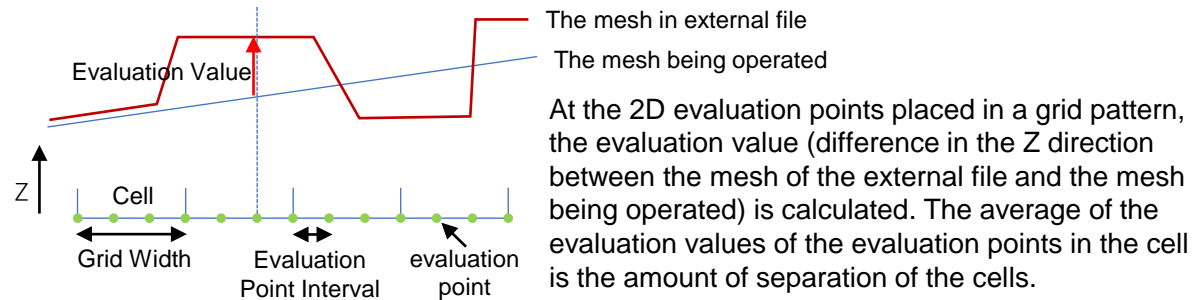 The mesh in external file
The mesh being operated
Evaluation Value
At the 2D evaluation points placed in a grid pattern,
the evaluation value (difference in the Z direction
between the mesh of the external file and the mesh
being operated) is calculated. The average of the
evaluation values of the evaluation points in the cell
is the amount of separation of the cells.
Z
Cell
Grid Width
Evaluation
Point Interval
evaluation
point